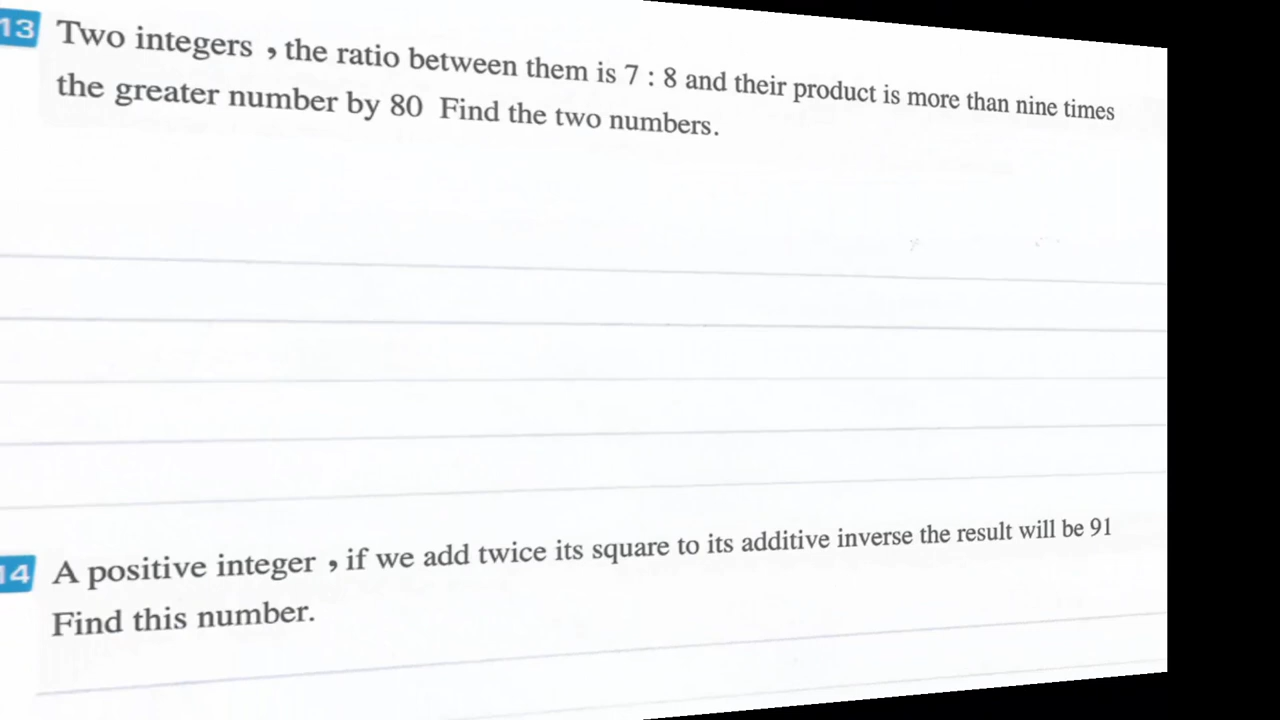 13 Two integers , the ratio between them is 7 : 8 and their product is more than nine times
the greater number by 80 Find the two numbers.
14 A positive integer , if we add twice its square to its additive inverse the result will be 91
Find this number.